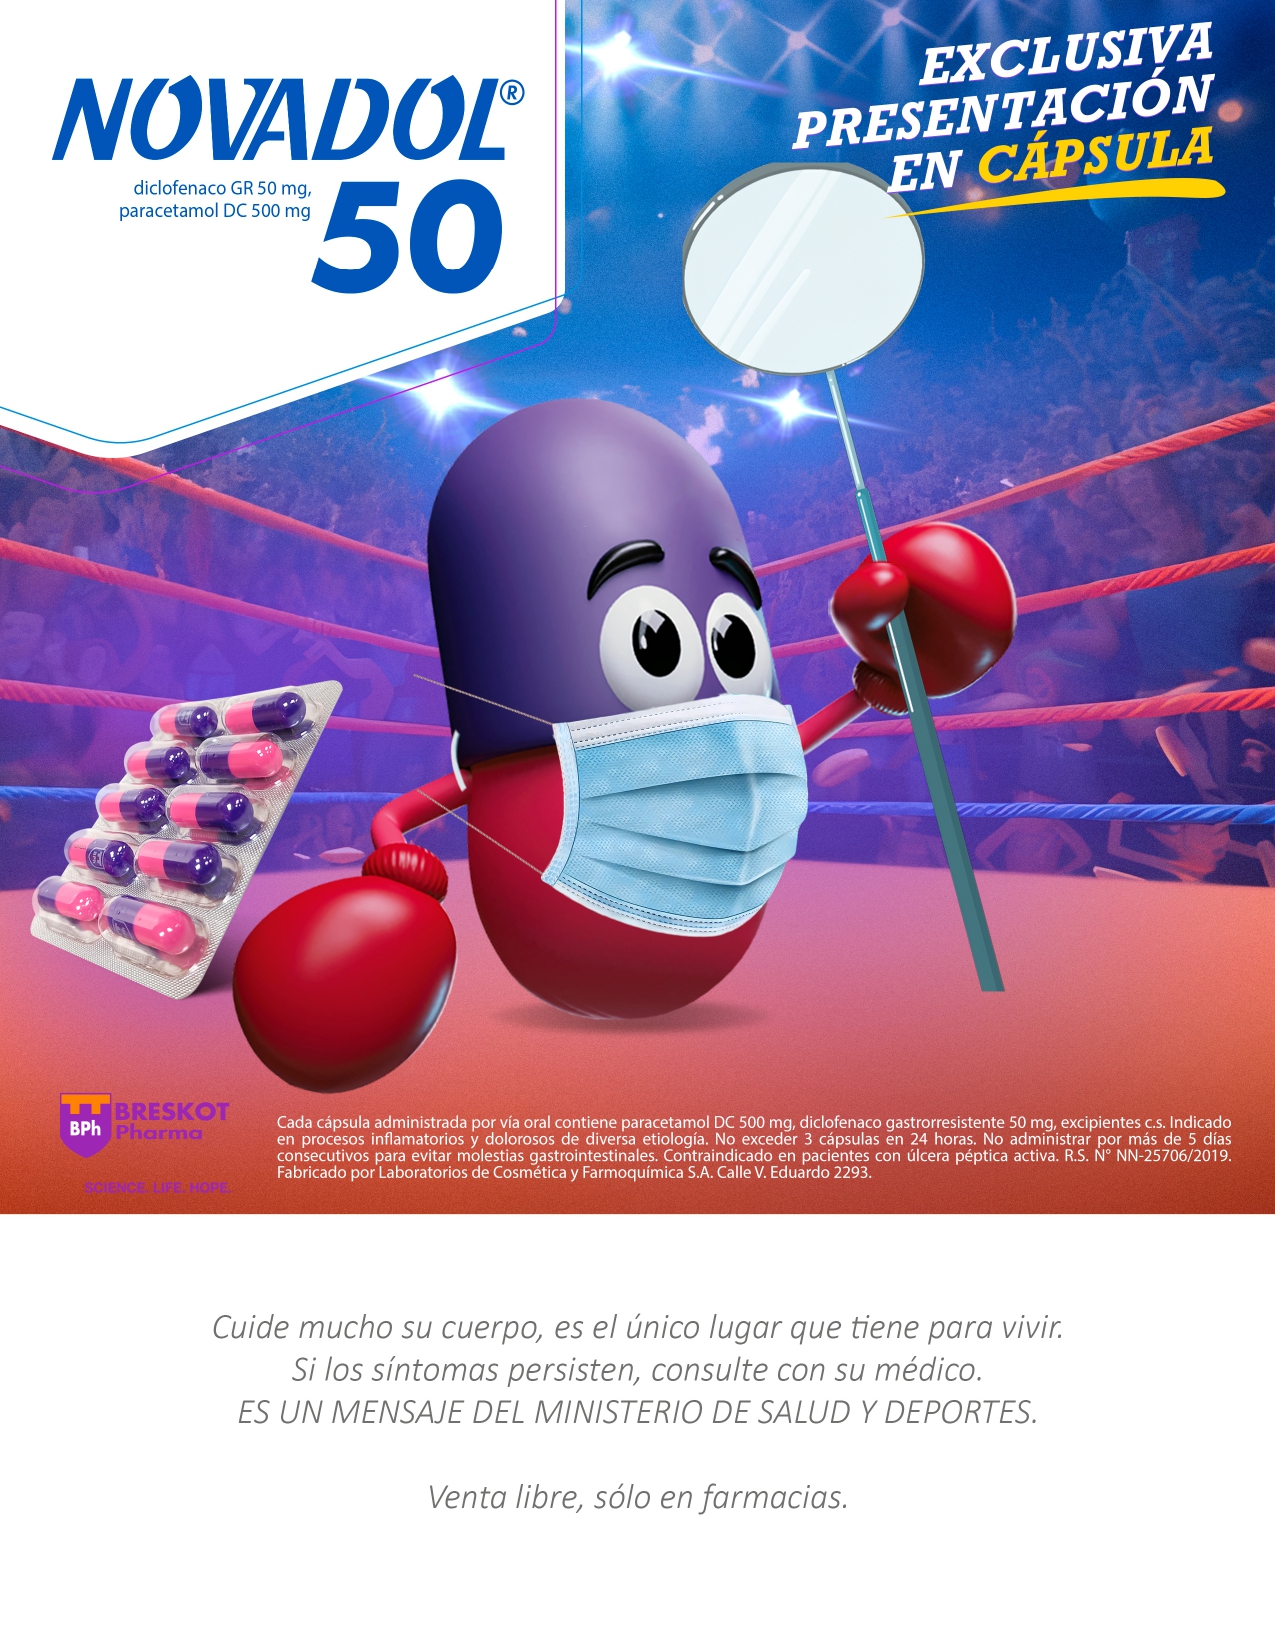 NOVADOL®
diclofenaco GR 50 mg,
paracetamol DC 500 mg
50
EXCLUSIVA
PRESENTACIÓN
EN CÁPSULA
BPh
BRESKOT
Pharma
SCIENCE. LIFE. HOPE.
Cada cápsula administrada por vía oral contiene paracetamol DC 500 mg, diclofenaco gastrorresistente 50 mg, excipientes c.s. Indicado
en procesos inflamatorios y dolorosos de diversa etiología. No exceder 3 cápsulas en 24 horas. No administrar por más de 5 días
consecutivos para evitar molestias gastrointestinales. Contraindicado en pacientes con úlcera péptica activa. R.S. N° NN-25706/2019.
Fabricado por Laboratorios de Cosmética y Farmoquímica S.A. Calle V. Eduardo 2293.
Cuide mucho su cuerpo, es el único lugar que tiene para vivir.
Si los síntomas persisten, consulte con su médico.
ES UN MENSAJE DEL MINISTERIO DE SALUD Y DEPORTES.
Venta libre, sólo en farmacias.